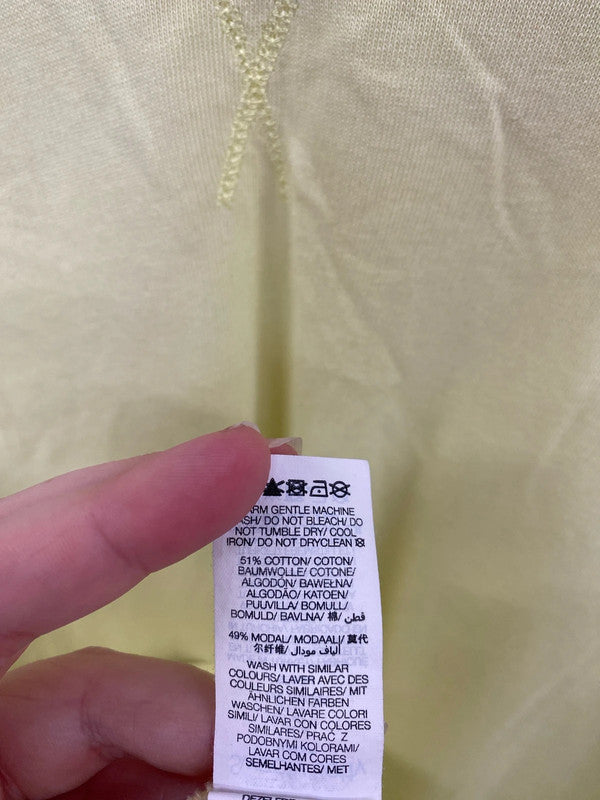 ARM GENTLE MACHINE
ASH/ DO NOT BLEACH/ DO
NOT TUMBLE DRY/ COOL
IRON/ DO NOT DRYCLEAN
51% COTTON/ COTON/
BAUMWOLLE/ COTONE/
ALGODÓN/ BAWEŁNA/
ALGODÃO/ KATOEN/
PUUVILLA/ BOMULL/
BOMULD/ BAVLNA/ 棉/ قطن/
49% MODAL/ MODAAL/ 莫代
尔纤维/ ألياف مودال/
WASH WITH SIMILAR
COLOURS/ LAVER AVEC DES
COULEURS SIMILAIRES/ MIT
ÄHNLICHEN FARBEN
WASCHEN/ LAVARE COLORI
SIMILI/ LAVAR CON COLORES
SIMILARES/ PRAĆ Z
PODOBNYMI KOLORAMI/
LAVAR COM CORES
SEMELHANTES/ MET